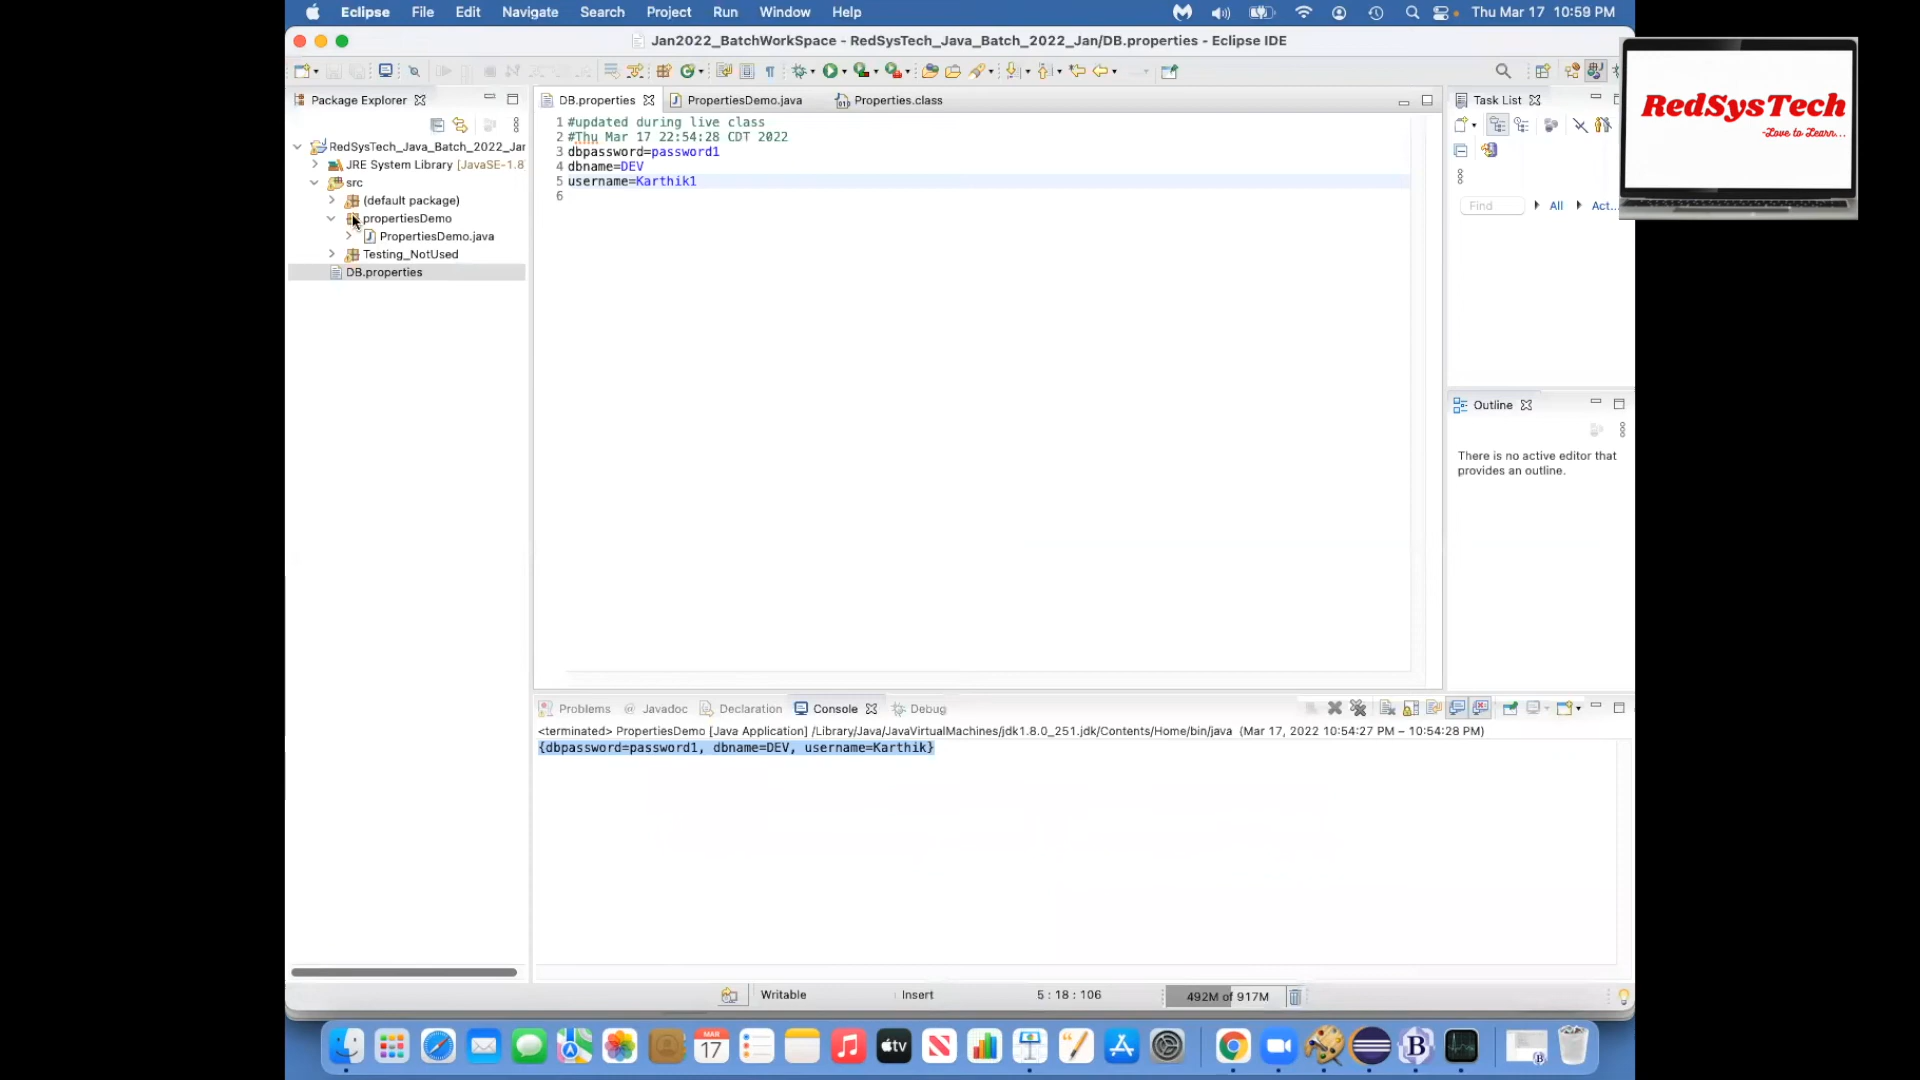 Eclipse File Edit Navigate Search Project Run Window Help Thu Mar 17 10:59 PM
Jan2022_BatchWorkSpace - RedSysTech_Java_Batch_2022_Jan/DB.properties - Eclipse IDE
RedSysTech
-Love to Learn...
Package Explorer
RedSysTech_Java_Batch_2022_Jar
JRE System Library [JavaSE-1.8
src
(default package)
propertiesDemo
PropertiesDemo.java
Testing_NotUsed
DB.properties
DB.properties PropertiesDemo.java Properties.class
1 #updated during live class
2 #Thu Mar 17 22:54:28 CDT 2022
3 dbpassword=password1
4 dbname=DEV
5 username=Karthik1
6
Task List
Find All Act...
Outline
There is no active editor that
provides an outline.
Problems @ Javadoc Declaration Console Debug
<terminated> PropertiesDemo [Java Application] /Library/Java/JavaVirtualMachines/jdk1.8.0_251.jdk/Contents/Home/bin/java (Mar 17, 2022 10:54:27 PM – 10:54:28 PM)
{dbpassword=password1, dbname=DEV, username=Karthik}
Writable Insert 5 : 18 : 106 492M of 917M
MAR
17
tv
B